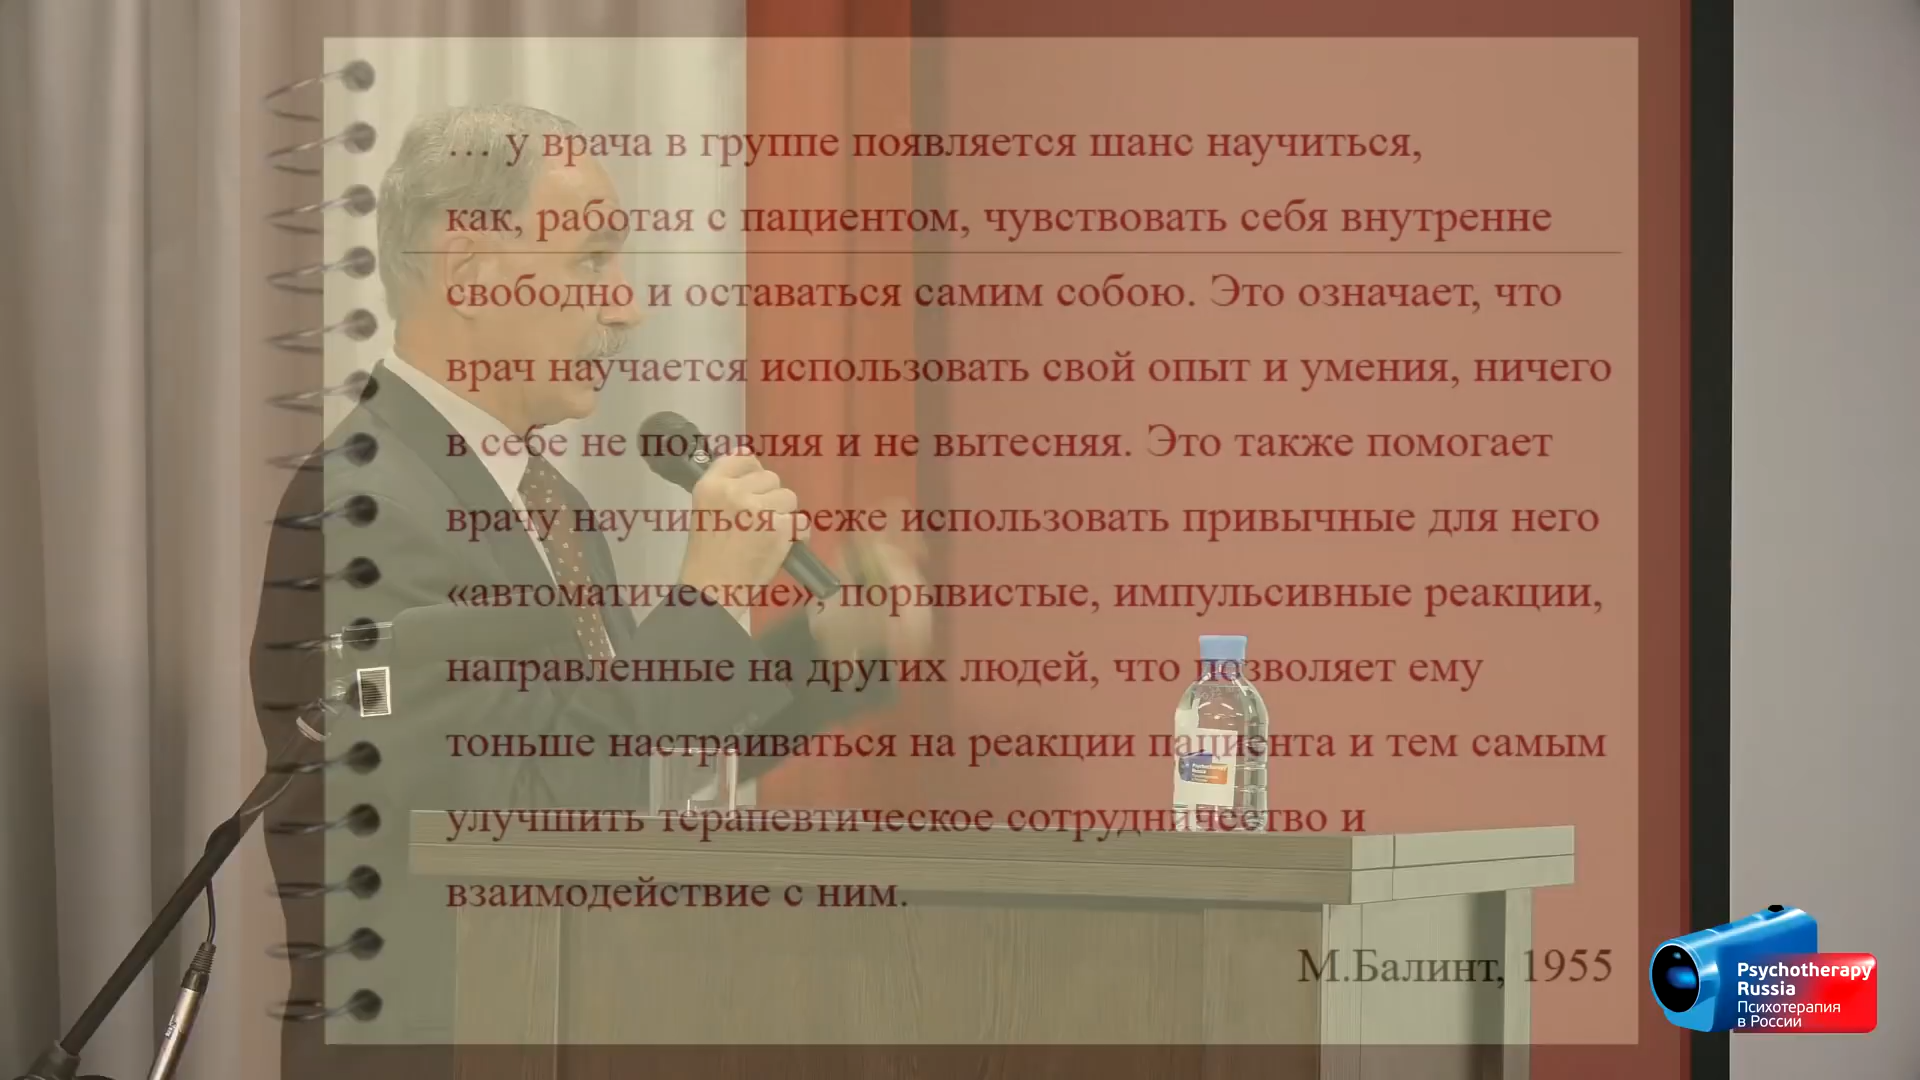 … у врача в группе появляется шанс научиться,
как, работая с пациентом, чувствовать себя внутренне
свободно и оставаться самим собою. Это означает, что
врач научается использовать свой опыт и умения, ничего
в себе не подавляя и не вытесняя. Это также помогает
врачу научиться реже использовать привычные для него
«автоматические», порывистые, импульсивные реакции,
направленные на других людей, что позволяет ему
тоньше настраиваться на реакции пациента и тем самым
улучшить терапевтическое сотрудничество и
взаимодействие с ним.
М.Балинт, 1955
Psychotherapy
Russia
Психотерапия
в России
Psychotherapy
Russia